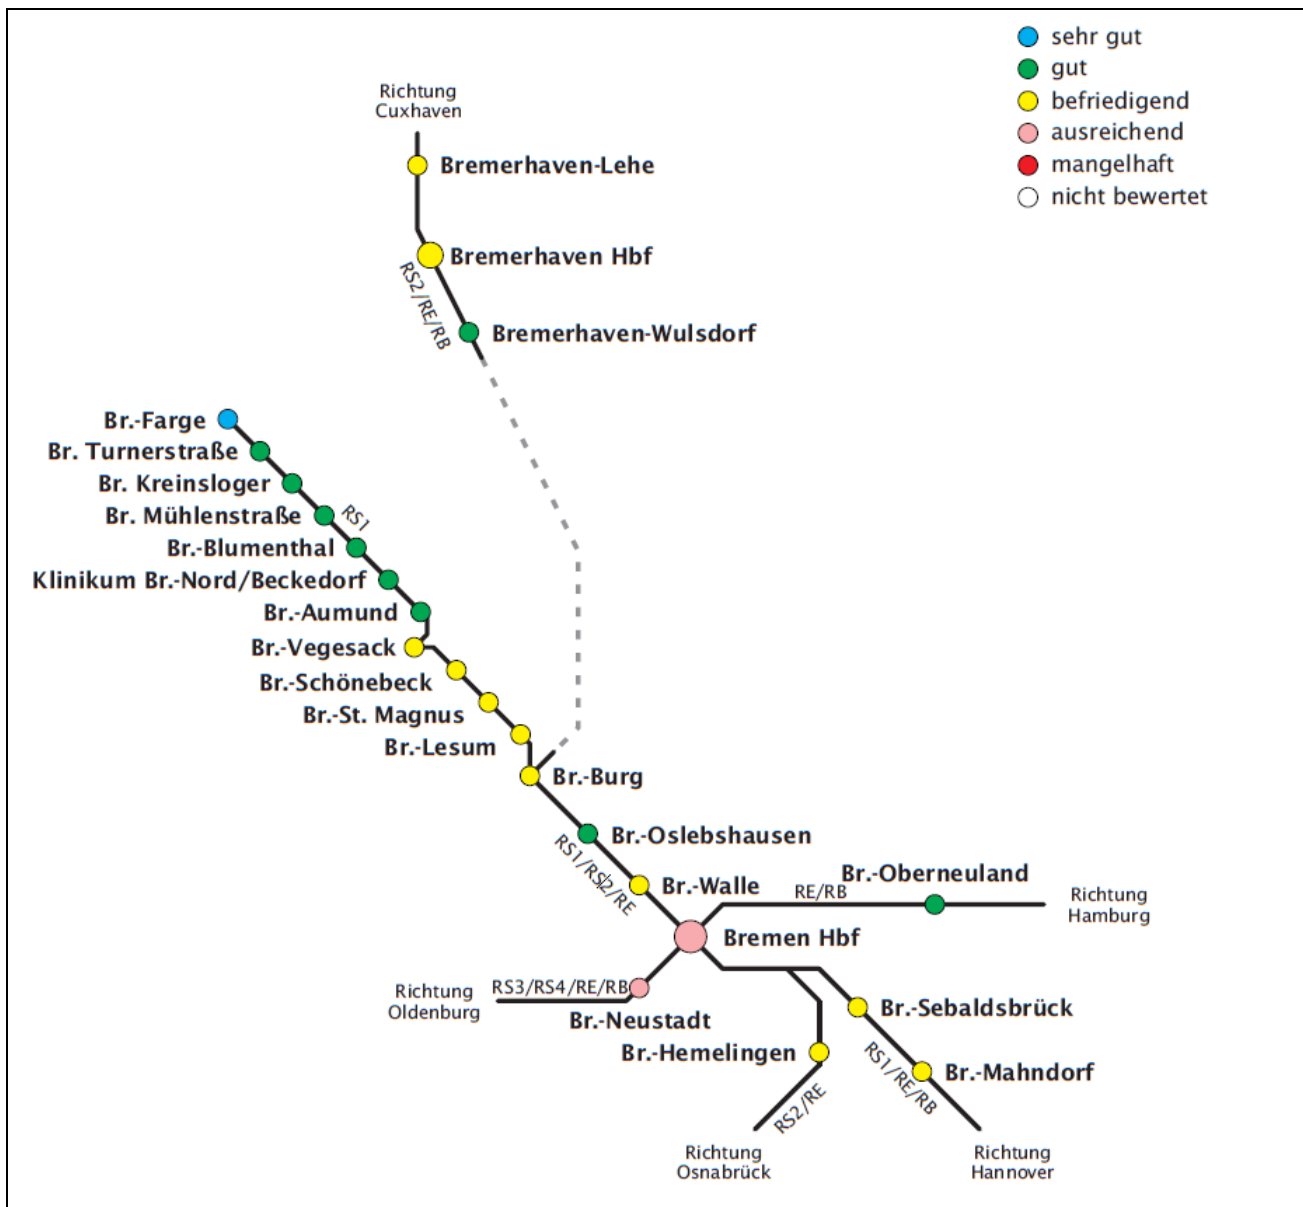 sehr gut
gut
befriedigend
ausreichend
mangelhaft
nicht bewertet
Richtung
Cuxhaven
Bremerhaven-Lehe
Bremerhaven Hbf
RS2/RE/RB
Bremerhaven-Wulsdorf
Br.-Farge
Br. Turnerstraße
Br. Kreinsloger
Br. Mühlenstraße
RS1
Br.-Blumenthal
Klinikum Br.-Nord/Beckedorf
Br.-Aumund
Br.-Vegesack
Br.-Schönebeck
Br.-St. Magnus
Br.-Lesum
Br.-Burg
Br.-Oslebshausen
RS1/RS2/RE
Br.-Walle
Br.-Oberneuland
RE/RB
Richtung
Hamburg
Bremen Hbf
RS3/RS4/RE/RB
Richtung
Oldenburg
Br.-Neustadt
Br.-Sebaldsbrück
Br.-Hemelingen
RS1/RE/RB
Br.-Mahndorf
RS2/RE
Richtung
Osnabrück
Richtung
Hannover